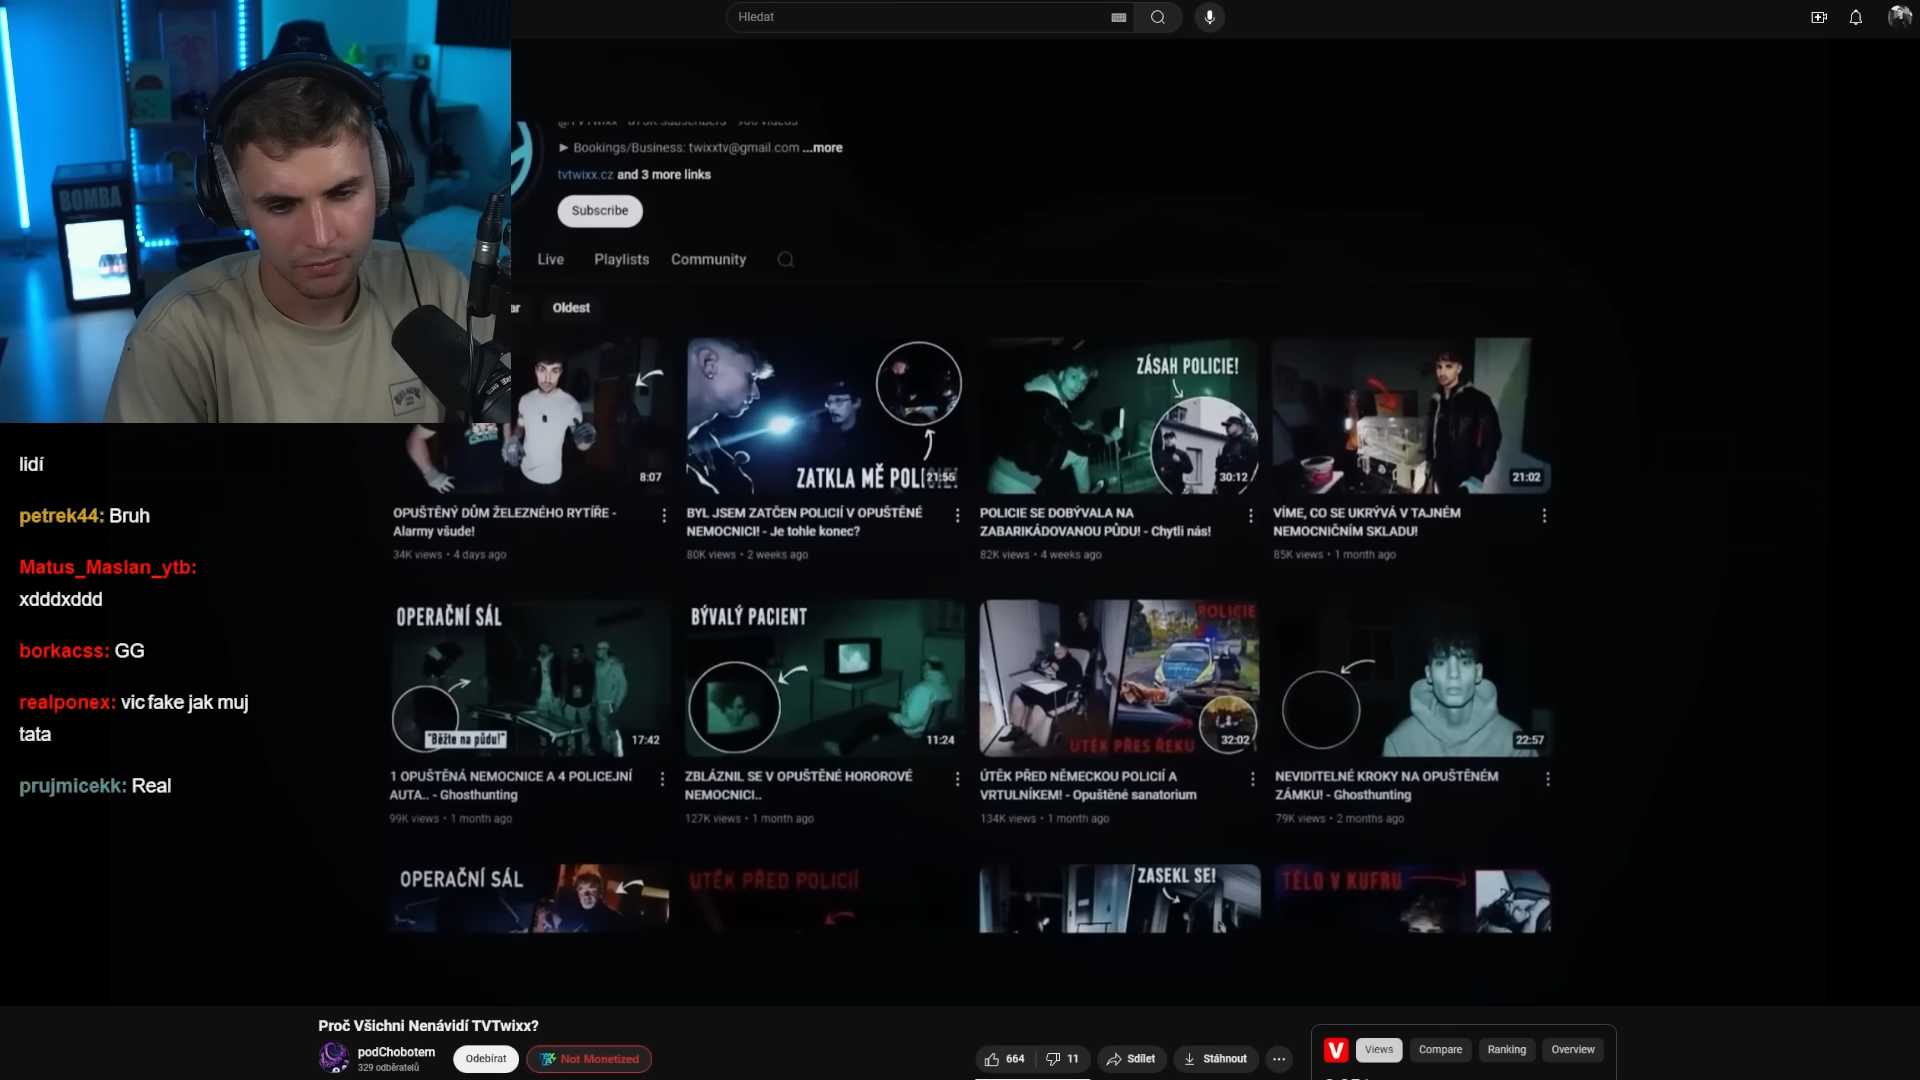 Hledat
BOMBA
► Bookings/Business: twixxtv@gmail.com ...more
tvtwixx.cz and 3 more links
Subscribe
Live Playlists Community
Oldest
8:07
ZATKLA MĚ
21:55
ZÁSAH POLICIE!
30:12
21:02
OPUŠTĚNÝ DŮM ŽELEZNÉHO RYTÍŘE -
Alarmy všude!
34K views • 4 days ago
BYL JSEM ZATČEN POLICIÍ V OPUŠTĚNÉ
NEMOCNICI! - Je tohle konec?
80K views • 2 weeks ago
POLICIE SE DOBÝVALA NA
ZABARIKÁDOVANOU PŮDU! - Chytli nás!
82K views • 4 weeks ago
VÍME, CO SE UKRÝVÁ V TAJNÉM
NEMOCNIČNÍM SKLADU!
85K views • 1 month ago
OPERAČNÍ SÁL
"Běžte na půdu!"
17:42
BÝVALÝ PACIENT
11:24
POLICIE
ÚTĚK PŘES ŘEKU
32:02
22:57
1 OPUŠTĚNÁ NEMOCNICE A 4 POLICEJNÍ
AUTA.. - Ghosthunting
99K views • 1 month ago
ZBLÁZNIL SE V OPUŠTĚNÉ HOROROVÉ
NEMOCNICI..
127K views • 1 month ago
ÚTĚK PŘED NĚMECKOU POLICIÍ A
VRTULNÍKEM! - Opuštěné sanatorium
134K views • 1 month ago
NEVIDITELNÉ KROKY NA OPUŠTĚNÉM
ZÁMKU! - Ghosthunting
79K views • 2 months ago
OPERAČNÍ SÁL
ÚTĚK PŘED POLICIÍ
ZASEKL SE!
TĚLO V KUFRU
lidí
petrek44: Bruh
Matus_Maslan_ytb:
xdddxddd
borkacss: GG
realponex: vic fake jak muj
tata
prujmicekk: Real
Proč Všichni Nenávidí TVTwixx?
podChobotem
329 odběratelů
Odebírat
Not Monetized
664
11
Sdílet
Stáhnout
Views
Compare
Ranking
Overview